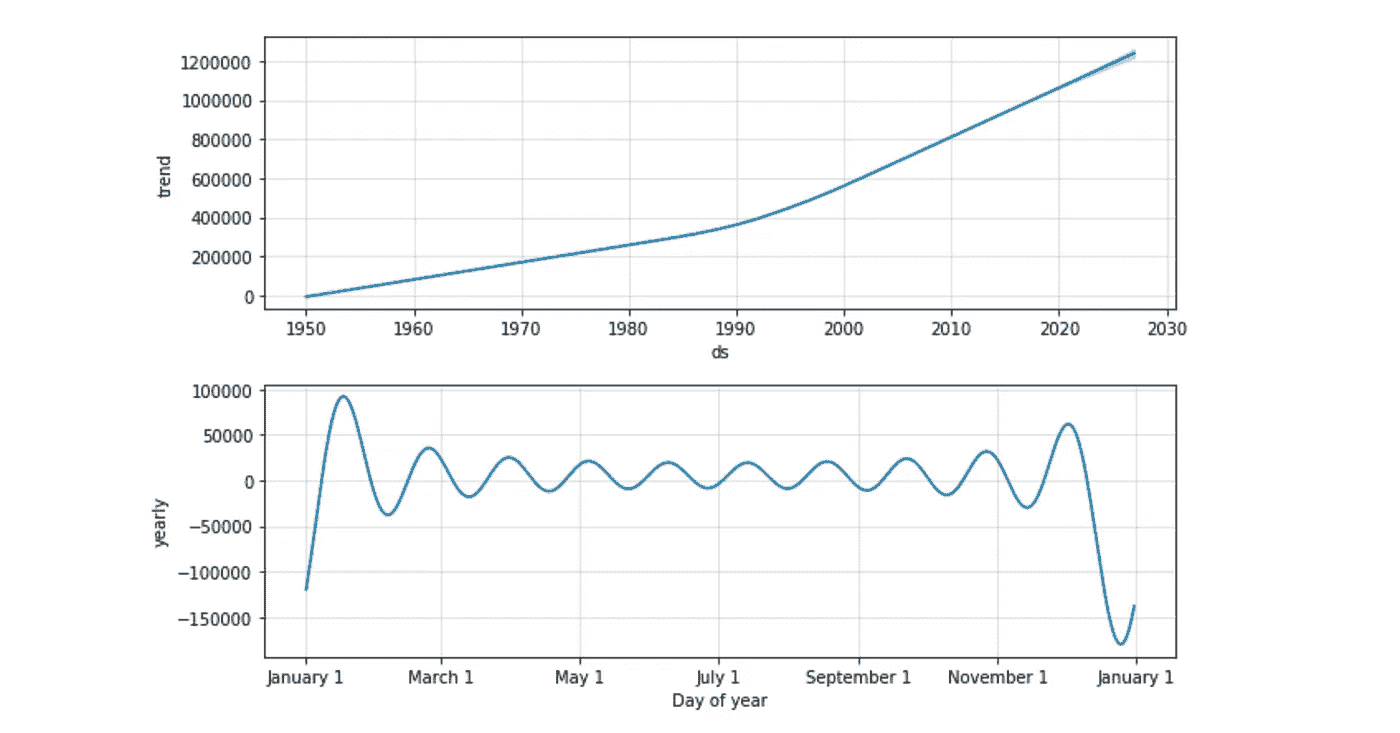 1200000
1000000
800000
600000
400000
200000
0
trend
1950 1960 1970 1980 1990 2000 2010 2020 2030
ds
100000
50000
0
−50000
−100000
−150000
yearly
January 1 March 1 May 1 July 1 September 1 November 1 January 1
Day of year